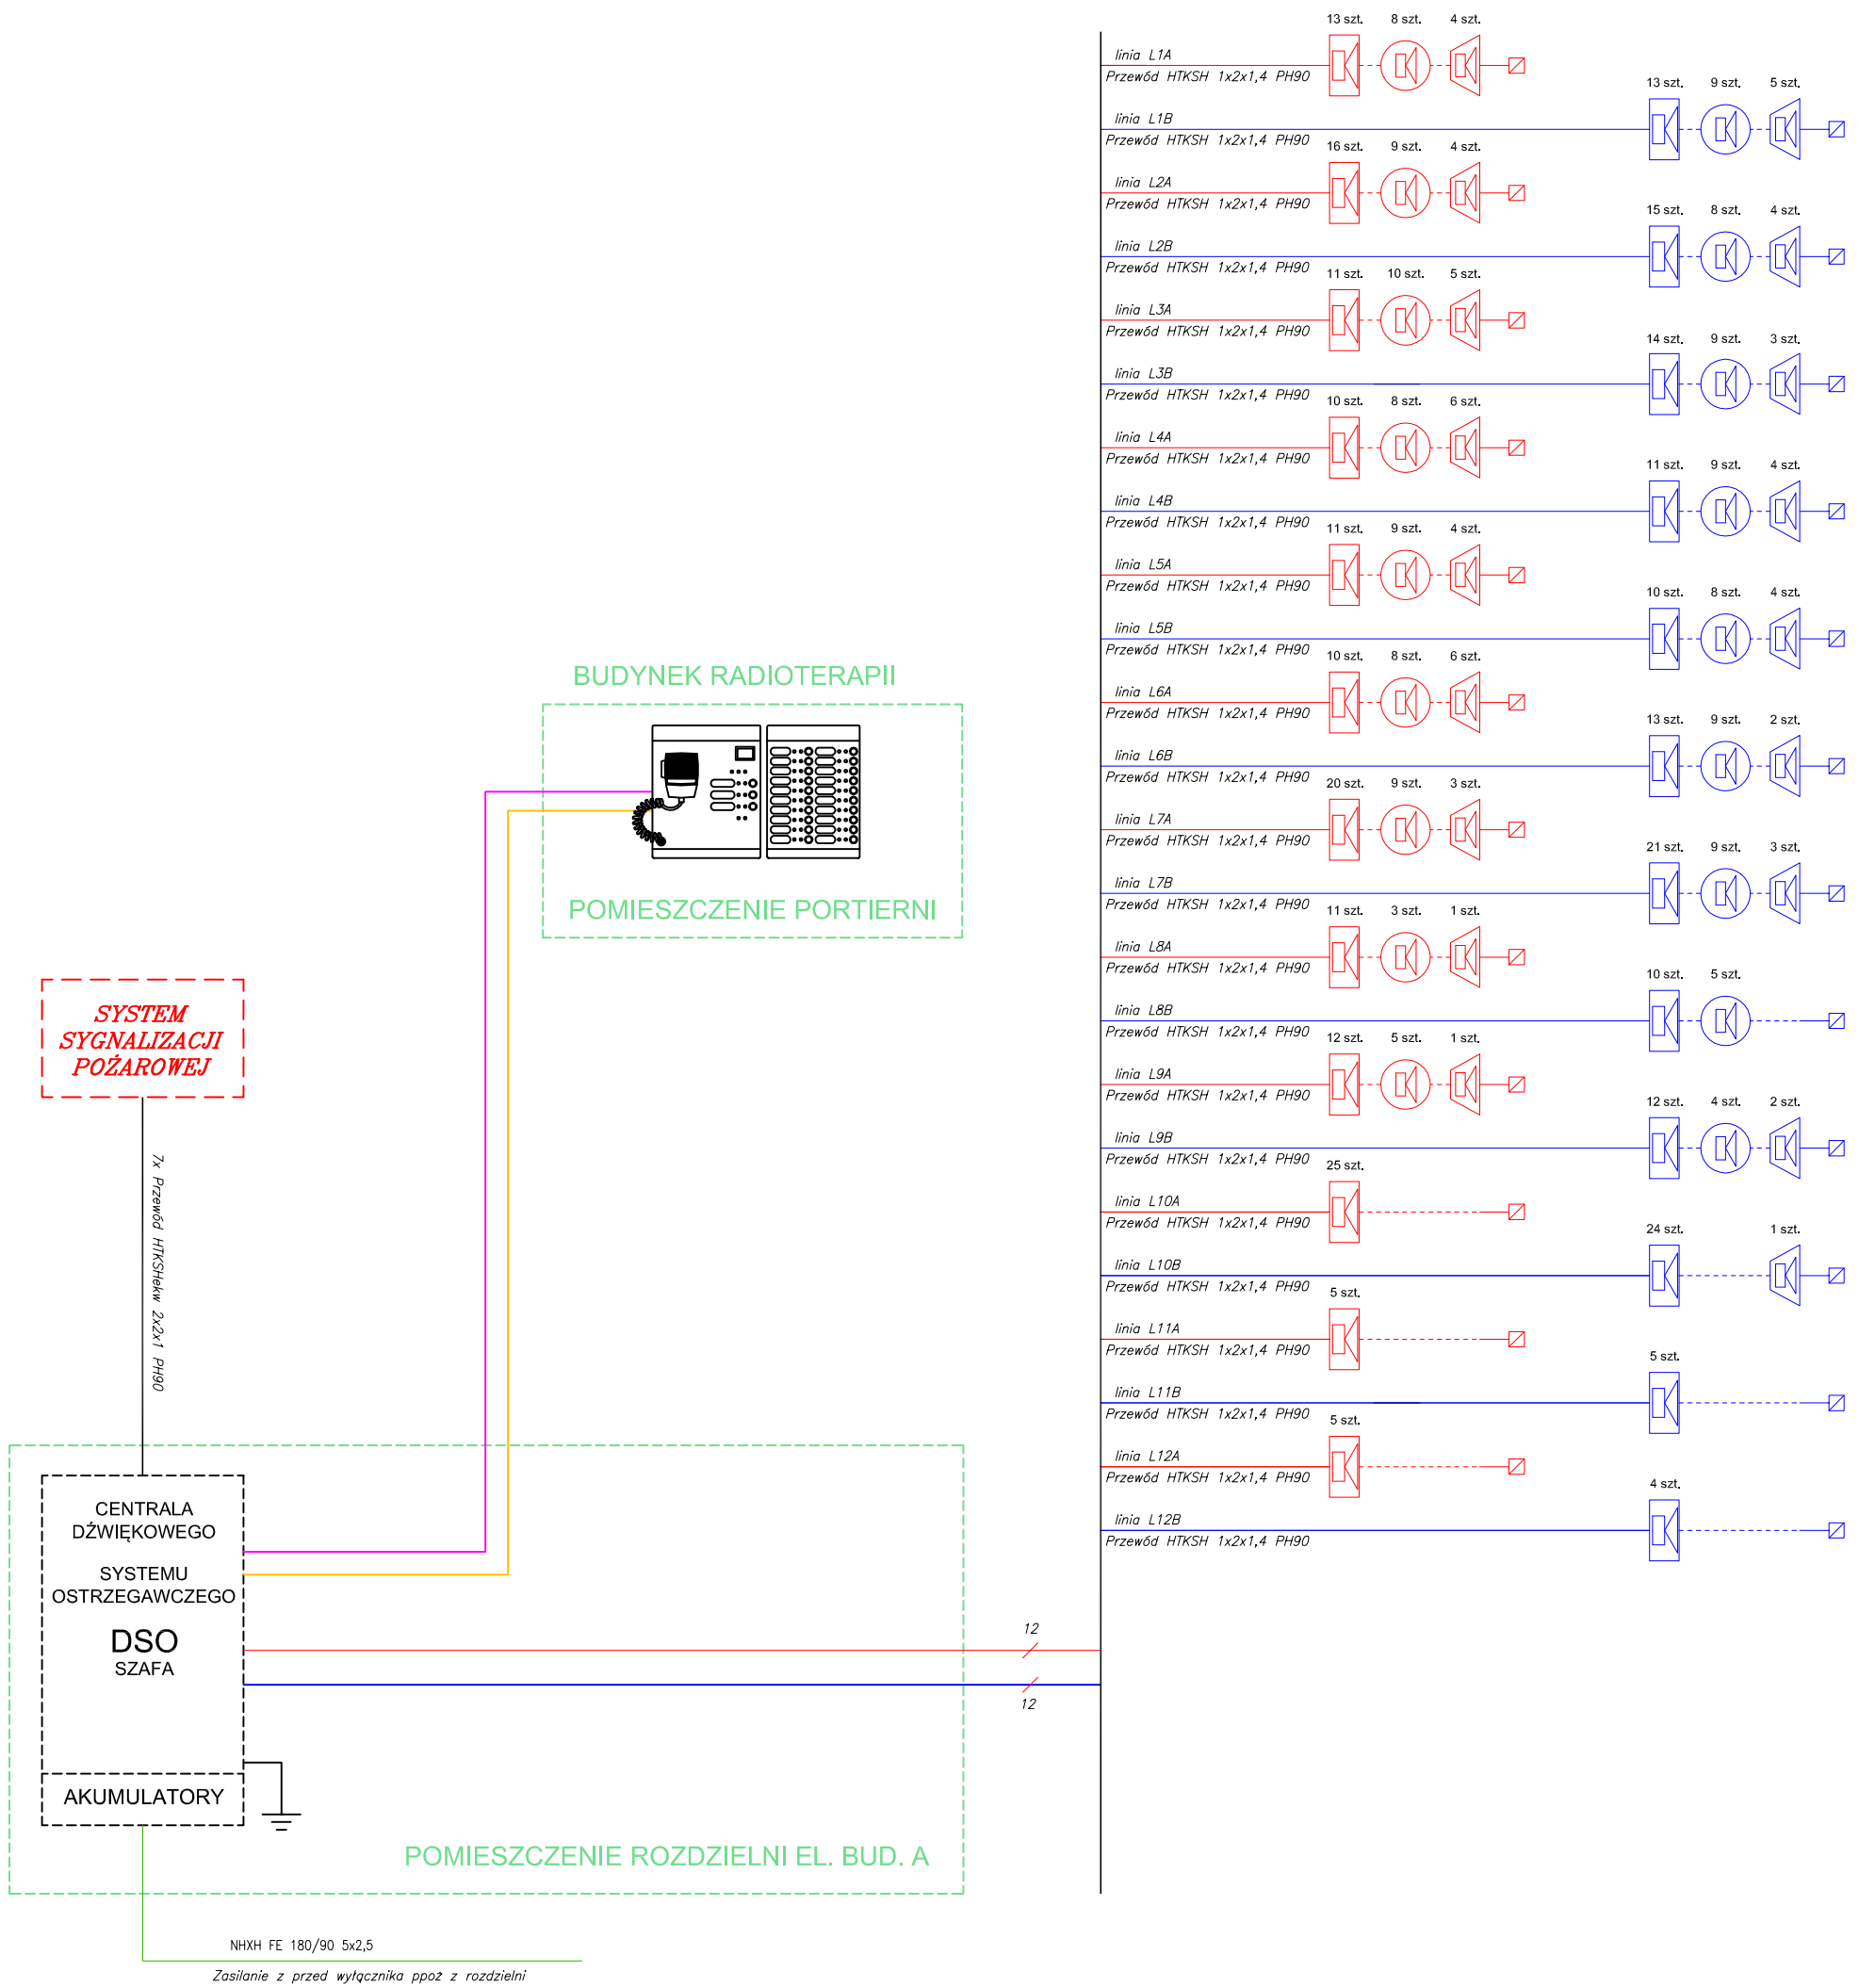 13 szt. 8 szt. 4 szt.
linia L1A
Przewód HTKSH 1x2x1,4 PH90
13 szt. 9 szt. 5 szt.
linia L1B
Przewód HTKSH 1x2x1,4 PH90
16 szt. 9 szt. 4 szt.
linia L2A
Przewód HTKSH 1x2x1,4 PH90
15 szt. 8 szt. 4 szt.
linia L2B
Przewód HTKSH 1x2x1,4 PH90
11 szt. 10 szt. 5 szt.
linia L3A
Przewód HTKSH 1x2x1,4 PH90
14 szt. 9 szt. 3 szt.
linia L3B
Przewód HTKSH 1x2x1,4 PH90
10 szt. 8 szt. 6 szt.
linia L4A
Przewód HTKSH 1x2x1,4 PH90
11 szt. 9 szt. 4 szt.
linia L4B
Przewód HTKSH 1x2x1,4 PH90
11 szt. 9 szt. 4 szt.
linia L5A
Przewód HTKSH 1x2x1,4 PH90
10 szt. 8 szt. 4 szt.
linia L5B
Przewód HTKSH 1x2x1,4 PH90
10 szt. 8 szt. 6 szt.
linia L6A
Przewód HTKSH 1x2x1,4 PH90
13 szt. 9 szt. 2 szt.
linia L6B
Przewód HTKSH 1x2x1,4 PH90
20 szt. 9 szt. 3 szt.
linia L7A
Przewód HTKSH 1x2x1,4 PH90
21 szt. 9 szt. 3 szt.
linia L7B
Przewód HTKSH 1x2x1,4 PH90
11 szt. 3 szt. 1 szt.
linia L8A
Przewód HTKSH 1x2x1,4 PH90
10 szt. 5 szt.
linia L8B
Przewód HTKSH 1x2x1,4 PH90
12 szt. 5 szt. 1 szt.
linia L9A
Przewód HTKSH 1x2x1,4 PH90
12 szt. 4 szt. 2 szt.
linia L9B
Przewód HTKSH 1x2x1,4 PH90
25 szt.
linia L10A
Przewód HTKSH 1x2x1,4 PH90
24 szt. 1 szt.
linia L10B
Przewód HTKSH 1x2x1,4 PH90
5 szt.
linia L11A
Przewód HTKSH 1x2x1,4 PH90
5 szt.
linia L11B
Przewód HTKSH 1x2x1,4 PH90
5 szt.
linia L12A
Przewód HTKSH 1x2x1,4 PH90
4 szt.
linia L12B
Przewód HTKSH 1x2x1,4 PH90
BUDYNEK RADIOTERAPII
POMIESZCZENIE PORTIERNI
SYSTEM
SYGNALIZACJI
POŻAROWEJ
7x Przewód HTKSHekw 2x2x1 PH90
CENTRALA
DŹWIĘKOWEGO
SYSTEMU
OSTRZEGAWCZEGO
DSO
SZAFA
12
12
AKUMULATORY
POMIESZCZENIE ROZDZIELNI EL. BUD. A
NHXH FE 180/90 5x2,5
Zasilanie z przed wyłącznika ppoż z rozdzielni